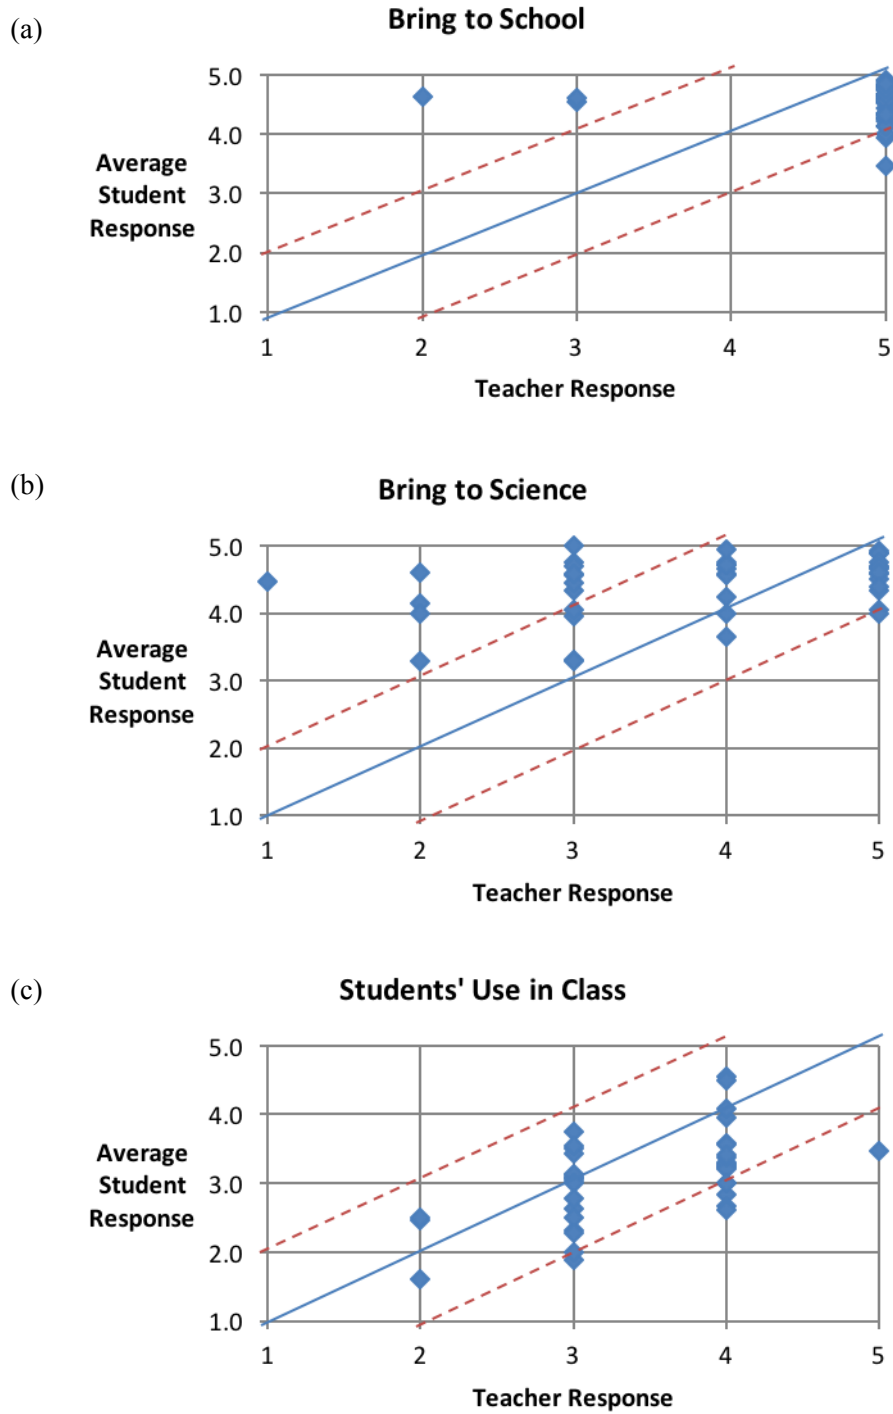 (a)
Bring to School
5.0
4.0
3.0
2.0
1.0
Average
Student
Response
1 2 3 4 5
Teacher Response
(b)
Bring to Science
5.0
4.0
3.0
2.0
1.0
Average
Student
Response
1 2 3 4 5
Teacher Response
(c)
Students' Use in Class
5.0
4.0
3.0
2.0
1.0
Average
Student
Response
1 2 3 4 5
Teacher Response